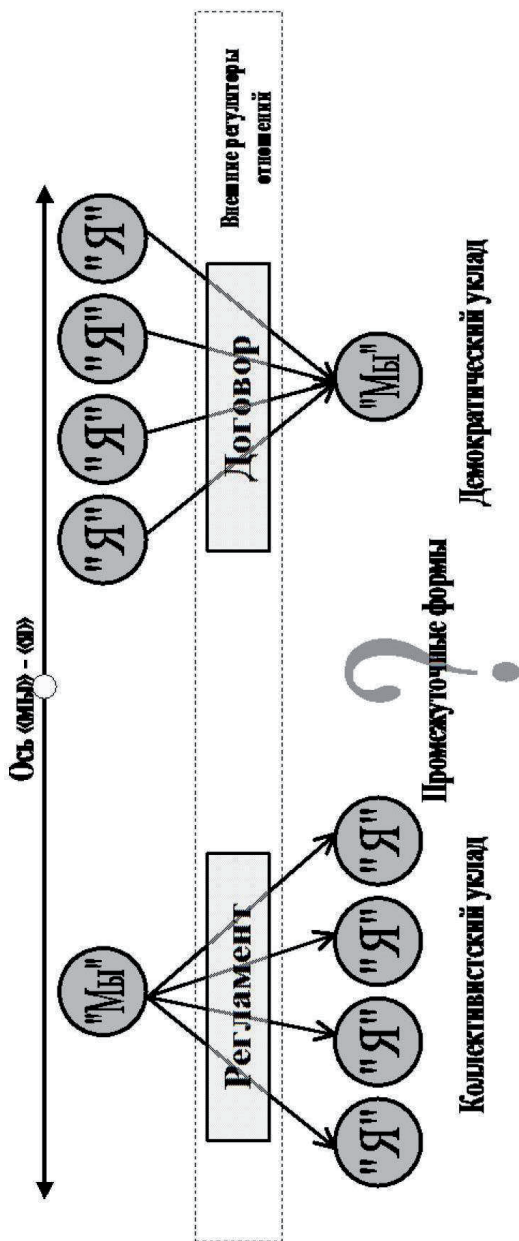 Ось «мы» - «я»
"Мы"
"Я" "Я" "Я" "Я"
Регламент
Договор
Внешние регуляторы
отношений
"Я" "Я" "Я" "Я"
"Мы"
?
Промежуточные формы
Коллективистский уклад
Демократический уклад